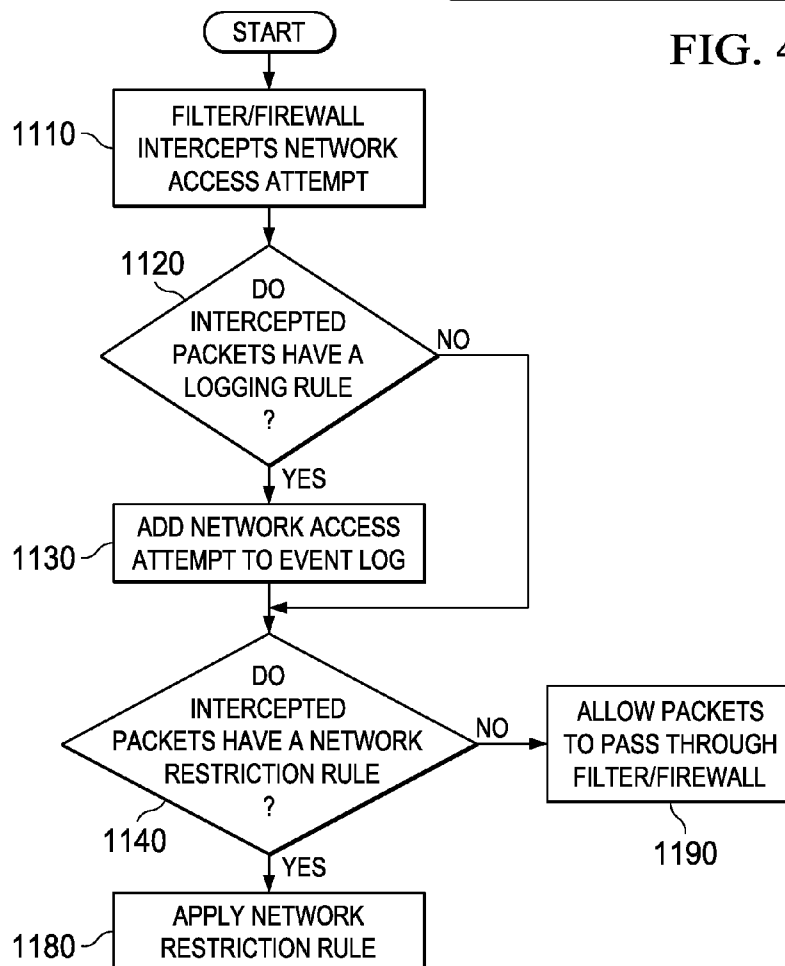 START
FIG. 4
1110
FILTER/FIREWALL
INTERCEPTS NETWORK
ACCESS ATTEMPT
1120
DO
INTERCEPTED
PACKETS HAVE A
LOGGING RULE
?
NO
YES
1130
ADD NETWORK ACCESS
ATTEMPT TO EVENT LOG
DO
INTERCEPTED
PACKETS HAVE A NETWORK
RESTRICTION RULE
?
NO
1140
YES
ALLOW PACKETS
TO PASS THROUGH
FILTER/FIREWALL
1190
1180
APPLY NETWORK
RESTRICTION RULE